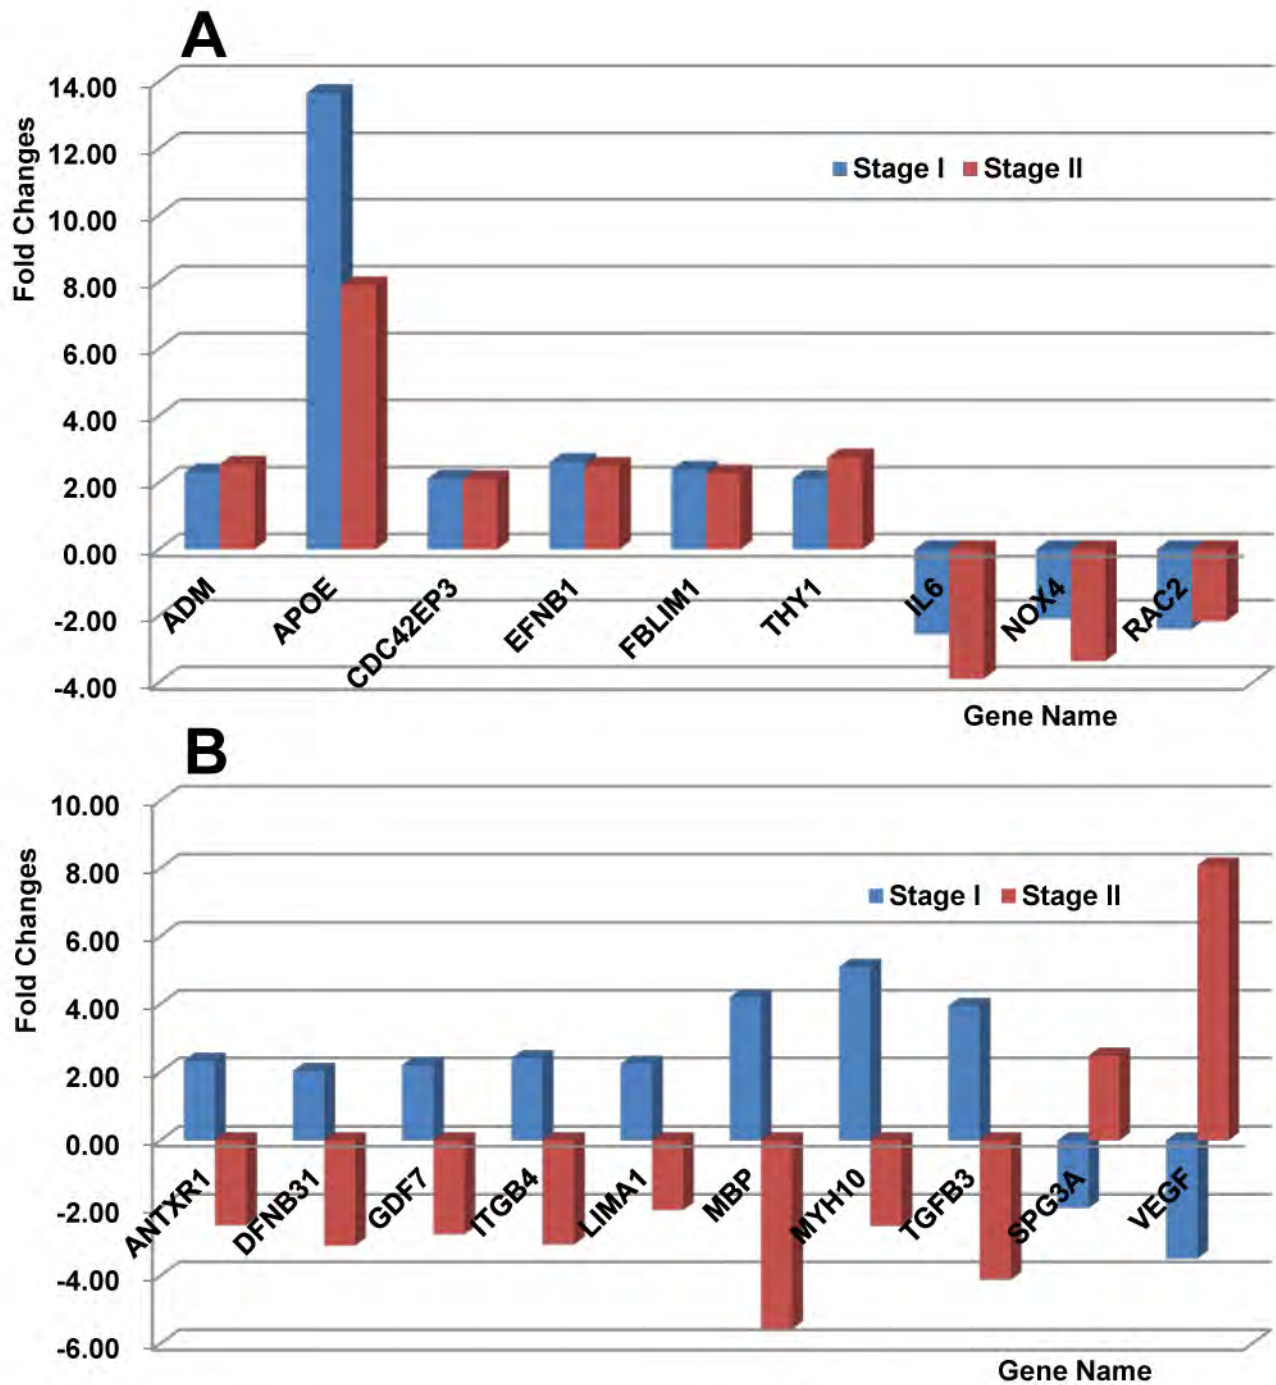 A
Fold Changes
14.00
12.00
10.00
8.00
6.00
4.00
2.00
0.00
-2.00
-4.00
Stage I Stage II
ADM APOE CDC42EP3 EFNB1 FBLIM1 THY1 IL6 NOX4 RAC2
Gene Name
B
Fold Changes
10.00
8.00
6.00
4.00
2.00
0.00
-2.00
-4.00
-6.00
Stage I Stage II
ANTXR1 DFNB31 GDF7 ITGB4 LIMA1 MBP MYH10 TGFB3 SPG3A VEGF
Gene Name